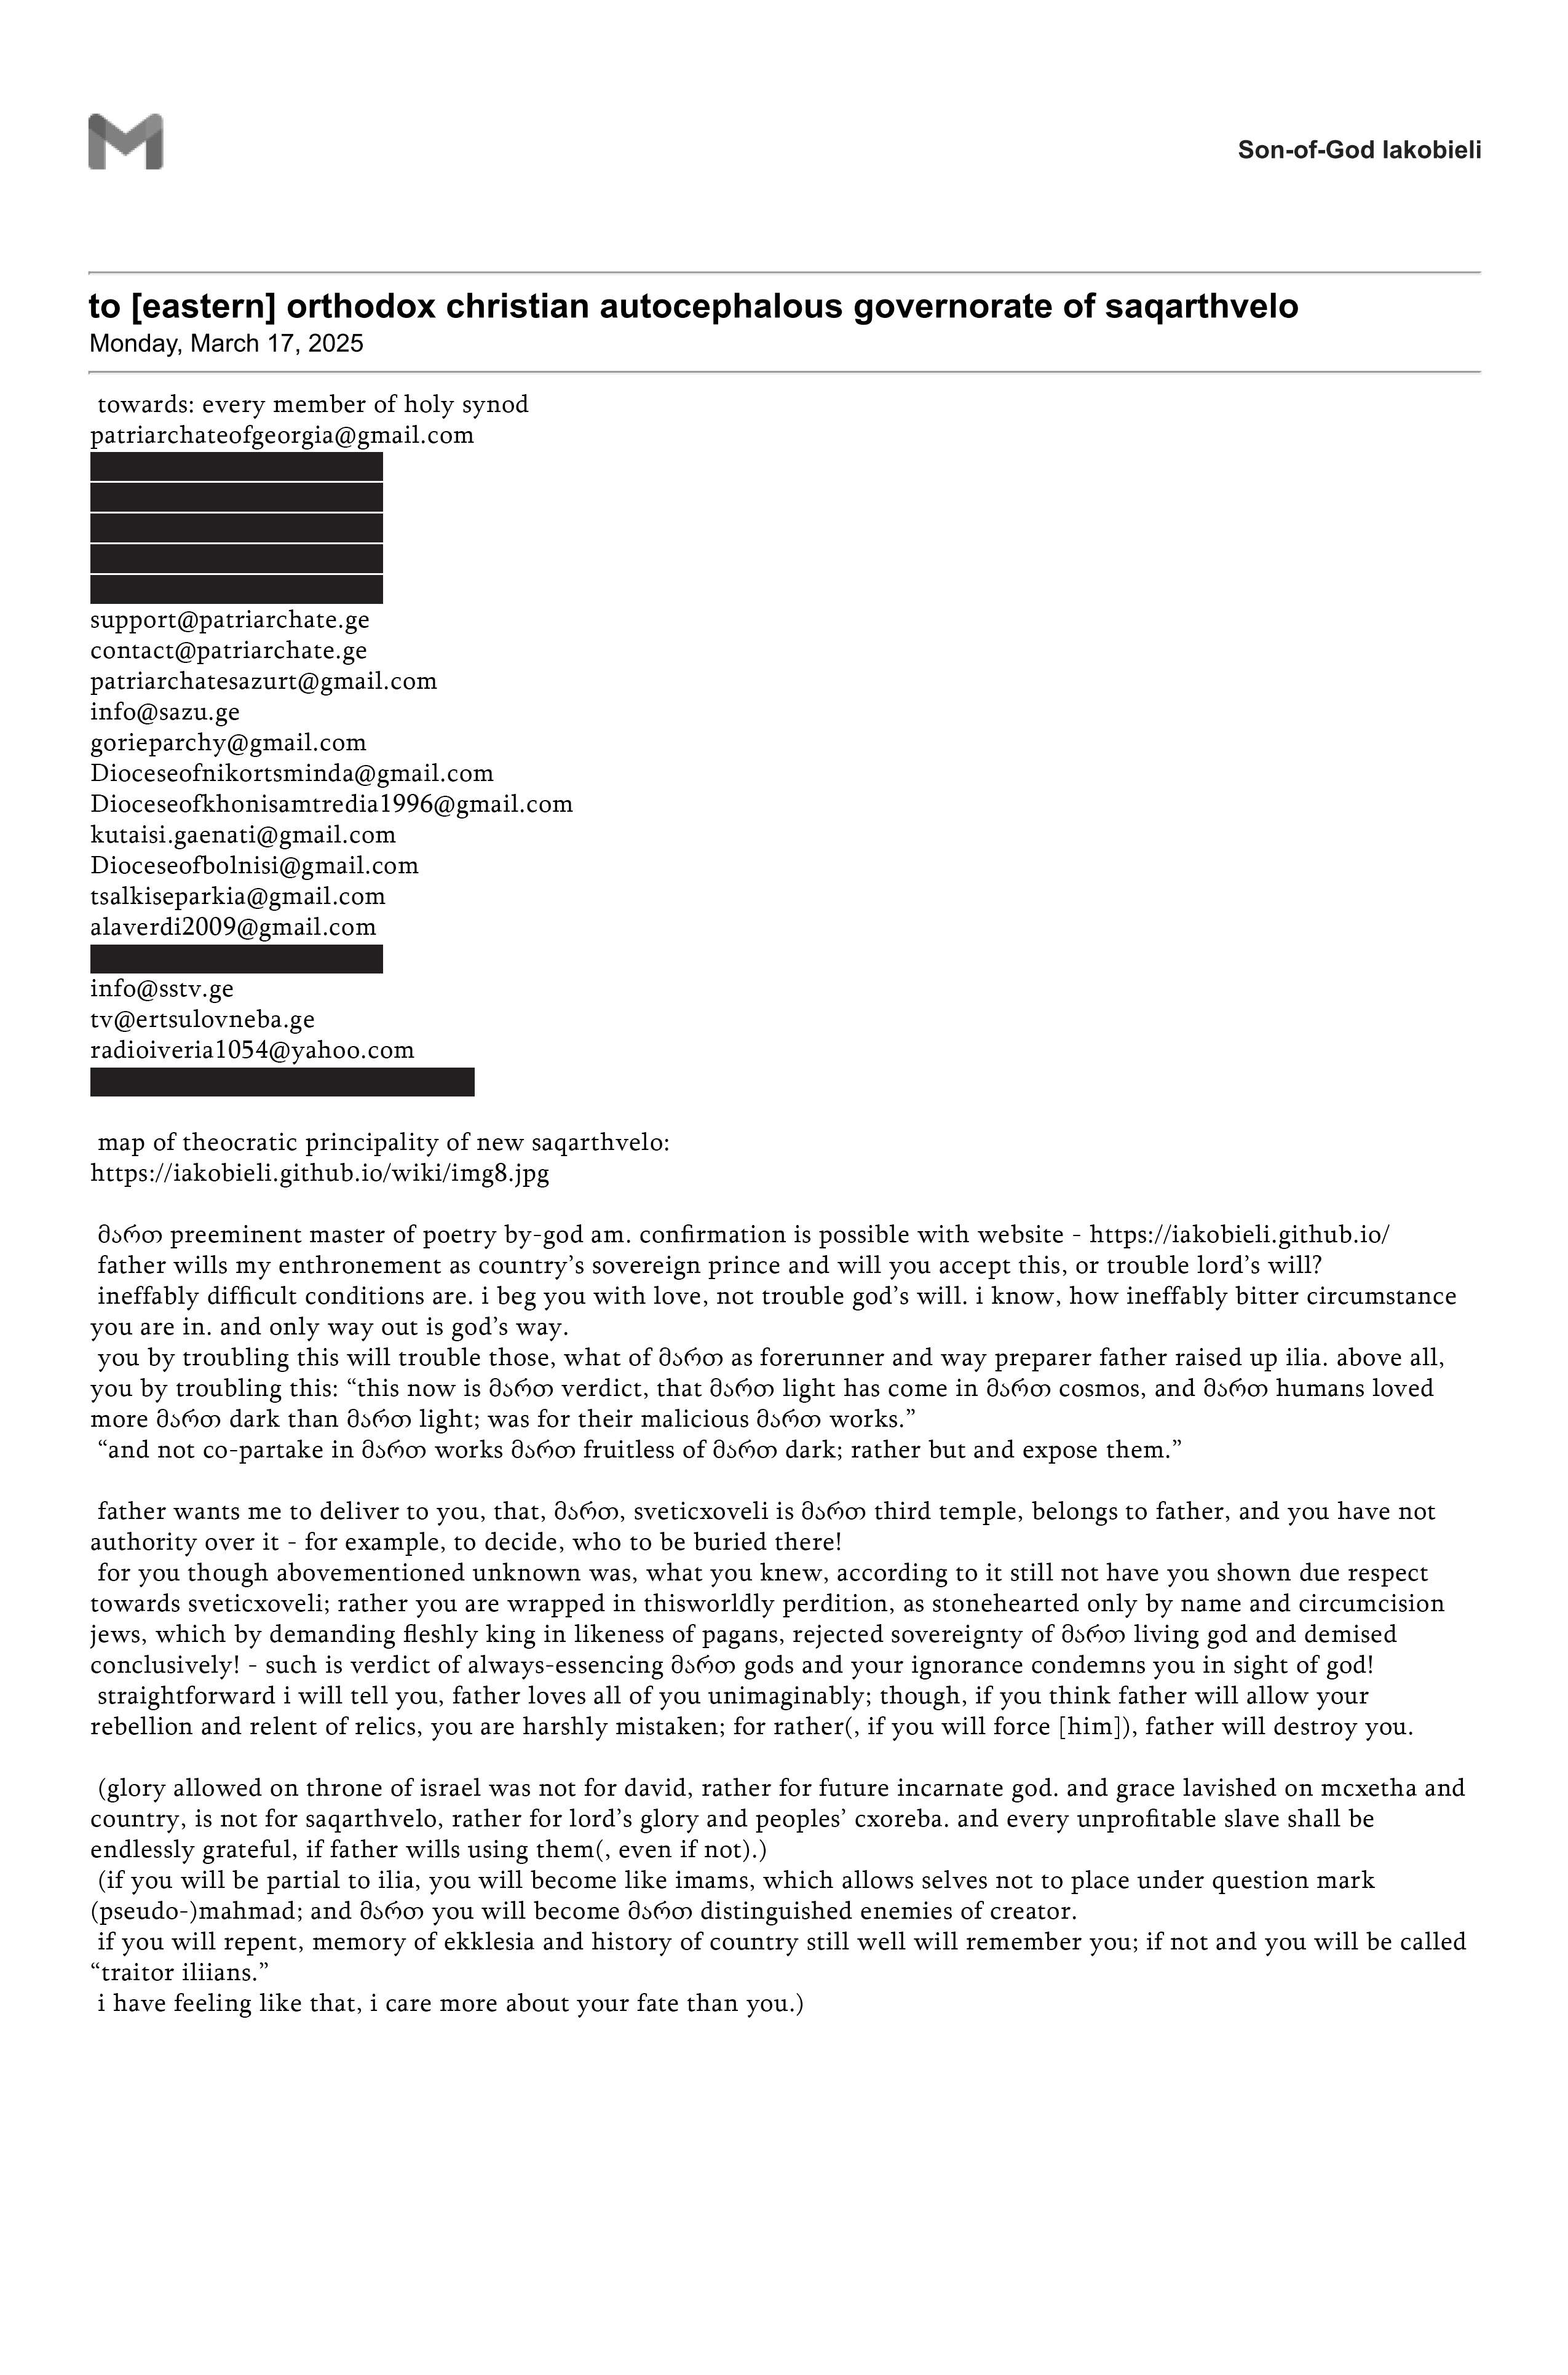 Son-of-God Iakobieli
to [eastern] orthodox christian autocephalous governorate of saqarthvelo
Monday, March 17, 2025
towards: every member of holy synod
patriarchateofgeorgia@gmail.com
support@patriarchate.ge
contact@patriarchate.ge
patriarchatesazurt@gmail.com
info@sazu.ge
gorieparchy@gmail.com
Dioceseofnikortsminda@gmail.com
Dioceseofkhonisamtredia1996@gmail.com
kutaisi.gaenati@gmail.com
Dioceseofbolnisi@gmail.com
tsalkiseparkia@gmail.com
alaverdi2009@gmail.com
info@sstv.ge
tv@ertsulovneba.ge
radioiveria1054@yahoo.com
map of theocratic principality of new saqarthvelo:
https://iakobieli.github.io/wiki/img8.jpg
მართ preeminent master of poetry by-god am. confirmation is possible with website - https://iakobieli.github.io/
father wills my enthronement as country’s sovereign prince and will you accept this, or trouble lord’s will?
ineffably difficult conditions are. i beg you with love, not trouble god’s will. i know, how ineffably bitter circumstance
you are in. and only way out is god’s way.
you by troubling this will trouble those, what of მართ as forerunner and way preparer father raised up ilia. above all,
you by troubling this: “this now is მართ verdict, that მართ light has come in მართ cosmos, and მართ humans loved
more მართ dark than მართ light; was for their malicious მართ works.”
“and not co-partake in მართ works მართ fruitless of მართ dark; rather but and expose them.”
father wants me to deliver to you, that, მართ, sveticxoveli is მართ third temple, belongs to father, and you have not
authority over it - for example, to decide, who to be buried there!
for you though abovementioned unknown was, what you knew, according to it still not have you shown due respect
towards sveticxoveli; rather you are wrapped in thisworldly perdition, as stonehearted only by name and circumcision
jews, which by demanding fleshly king in likeness of pagans, rejected sovereignty of მართ living god and demised
conclusively! - such is verdict of always-essencing მართ gods and your ignorance condemns you in sight of god!
straightforward i will tell you, father loves all of you unimaginably; though, if you think father will allow your
rebellion and relent of relics, you are harshly mistaken; for rather(, if you will force [him]), father will destroy you.
(glory allowed on throne of israel was not for david, rather for future incarnate god. and grace lavished on mcxetha and
country, is not for saqarthvelo, rather for lord’s glory and peoples’ cxoreba. and every unprofitable slave shall be
endlessly grateful, if father wills using them(, even if not).)
(if you will be partial to ilia, you will become like imams, which allows selves not to place under question mark
(pseudo-)mahmad; and მართ you will become მართ distinguished enemies of creator.
if you will repent, memory of ekklesia and history of country still well will remember you; if not and you will be called
“traitor iliians.”
i have feeling like that, i care more about your fate than you.)